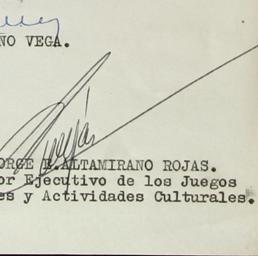 ÑO VEGA.
ORGE E. ALTAMIRANO ROJAS.
or Ejecutivo de los Juegos
es y Actividades Culturales.